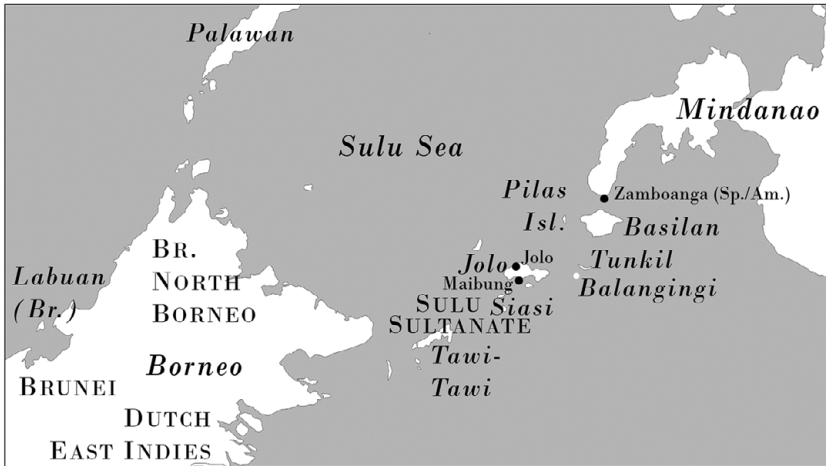 Palawan
Mindanao
Sulu Sea
Pilas
Isl.
Zamboanga (Sp./Am.)
Basilan
BR.
NORTH
BORNEO
Labuan
(Br.)
Jolo
Jolo
Maibung
Tunkil
Balangingi
SULU
SULTANATE
Siasi
Tawi-
Tawi
Borneo
BRUNEI
DUTCH
EAST INDIES